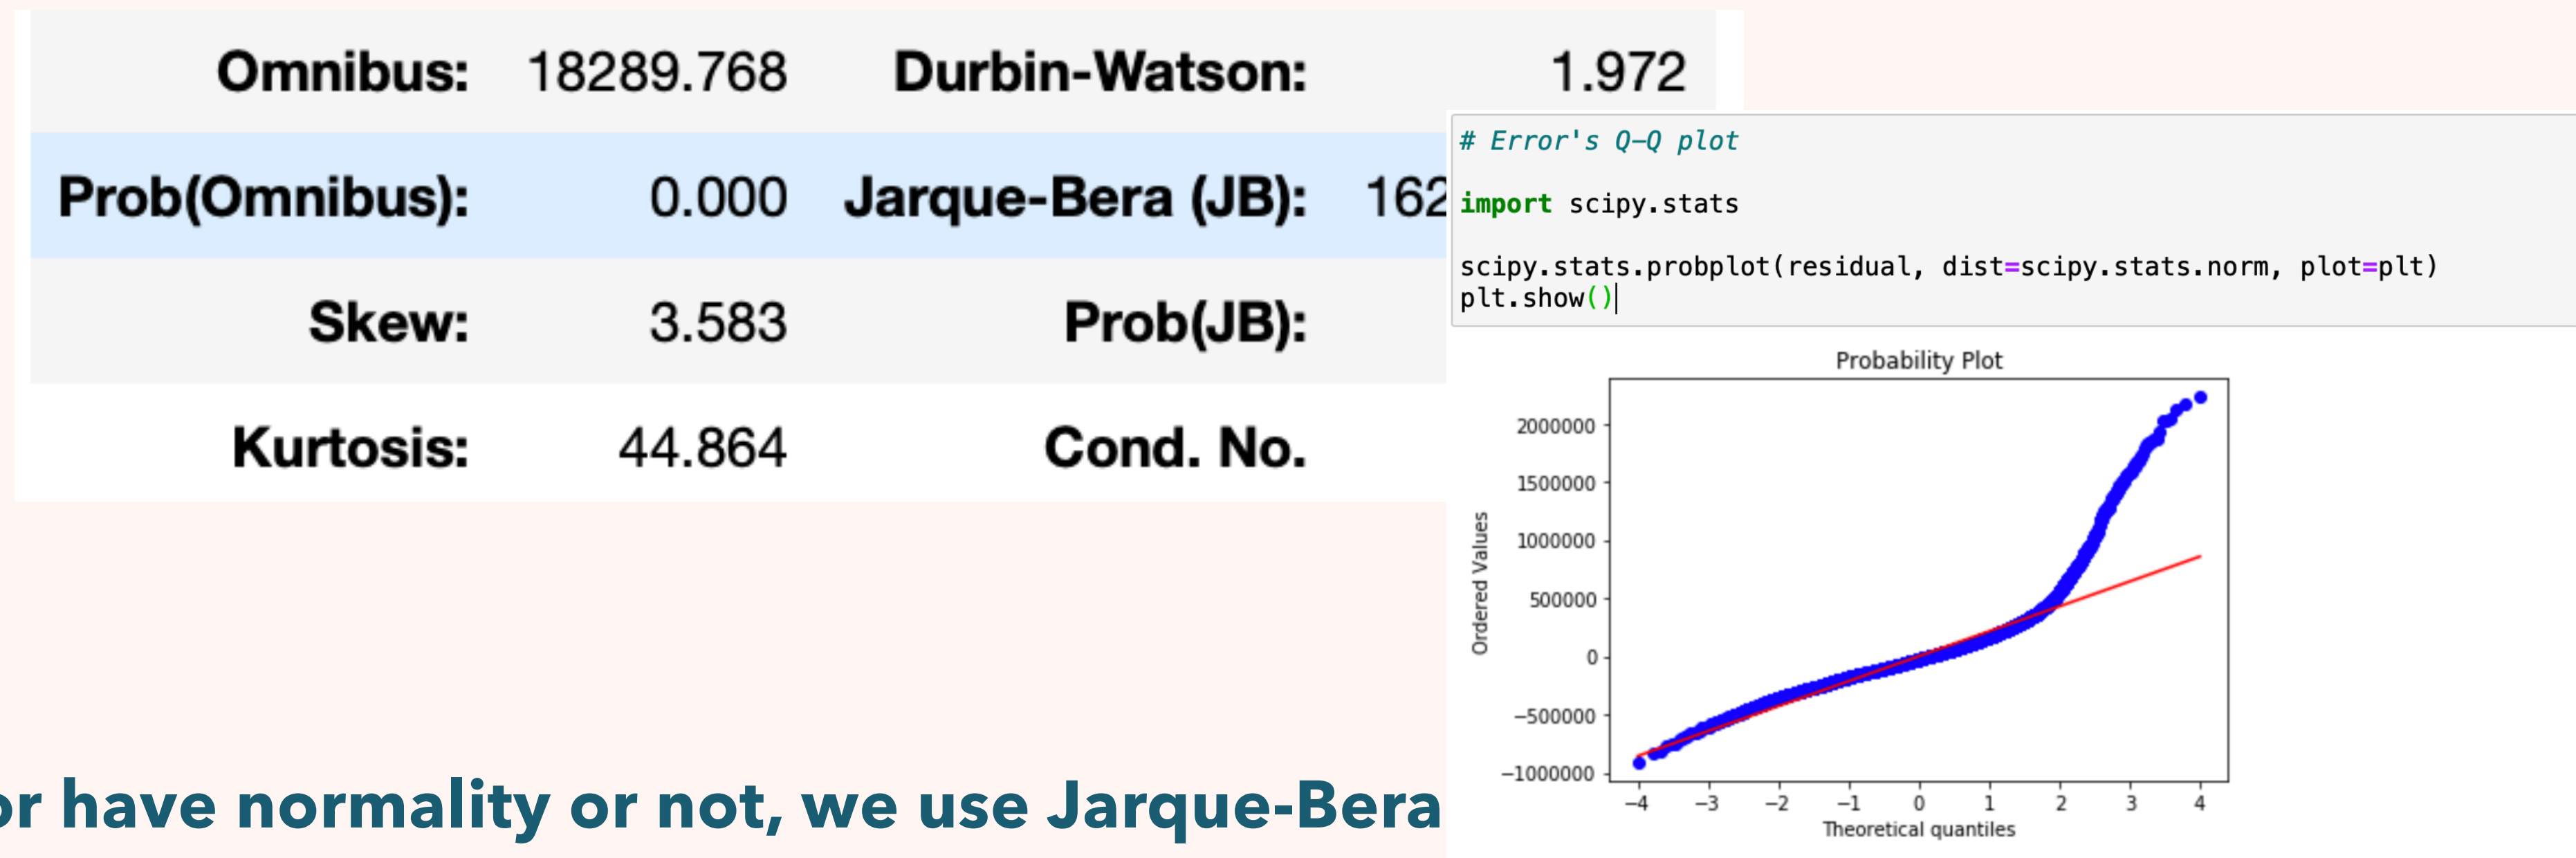 Omnibus: 18289.768 Durbin-Watson: 1.972
Prob(Omnibus): 0.000 Jarque-Bera (JB): 162
Skew: 3.583 Prob(JB):
Kurtosis: 44.864 Cond. No.
or have normality or not, we use Jarque-Bera
# Error's Q-Q plot
import scipy.stats
scipy.stats.probplot(residual, dist=scipy.stats.norm, plot=plt)
plt.show()
Probability Plot
Ordered Values
2000000
1500000
1000000
500000
0
−500000
−1000000
−4 −3 −2 −1 0 1 2 3 4
Theoretical quantiles